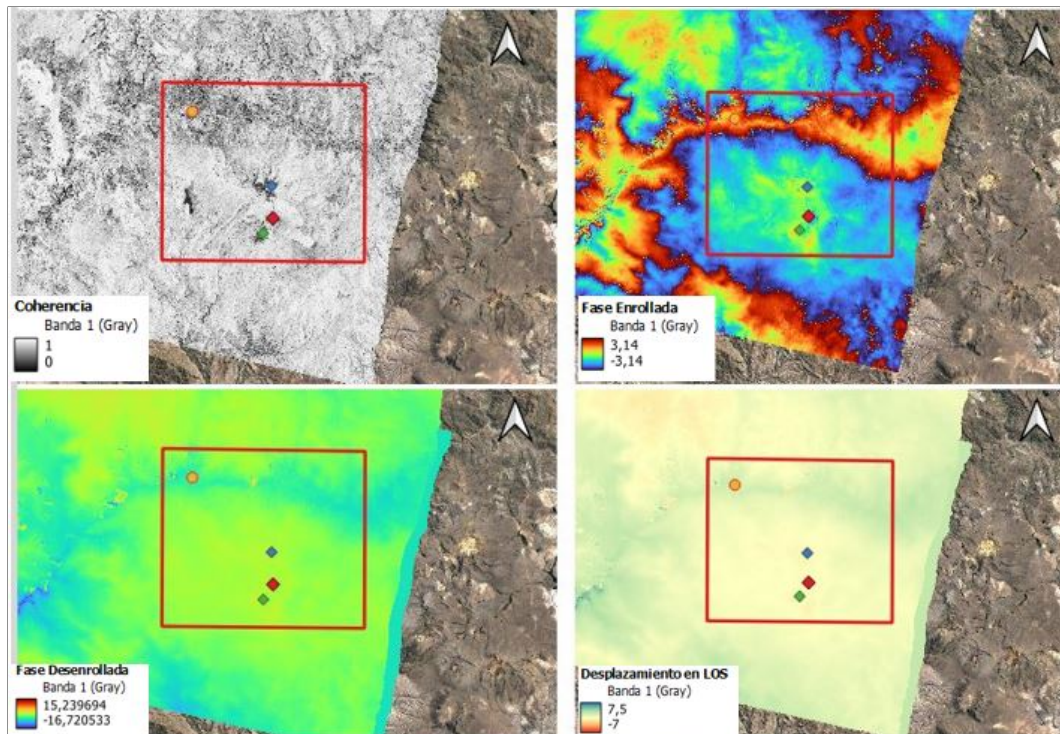 Coherencia
Banda 1 (Gray)
1
0
Fase Enrollada
Banda 1 (Gray)
3,14
-3,14
Fase Desenrollada
Banda 1 (Gray)
15,239694
-16,720533
Desplazamiento en LOS
Banda 1 (Gray)
7,5
-7